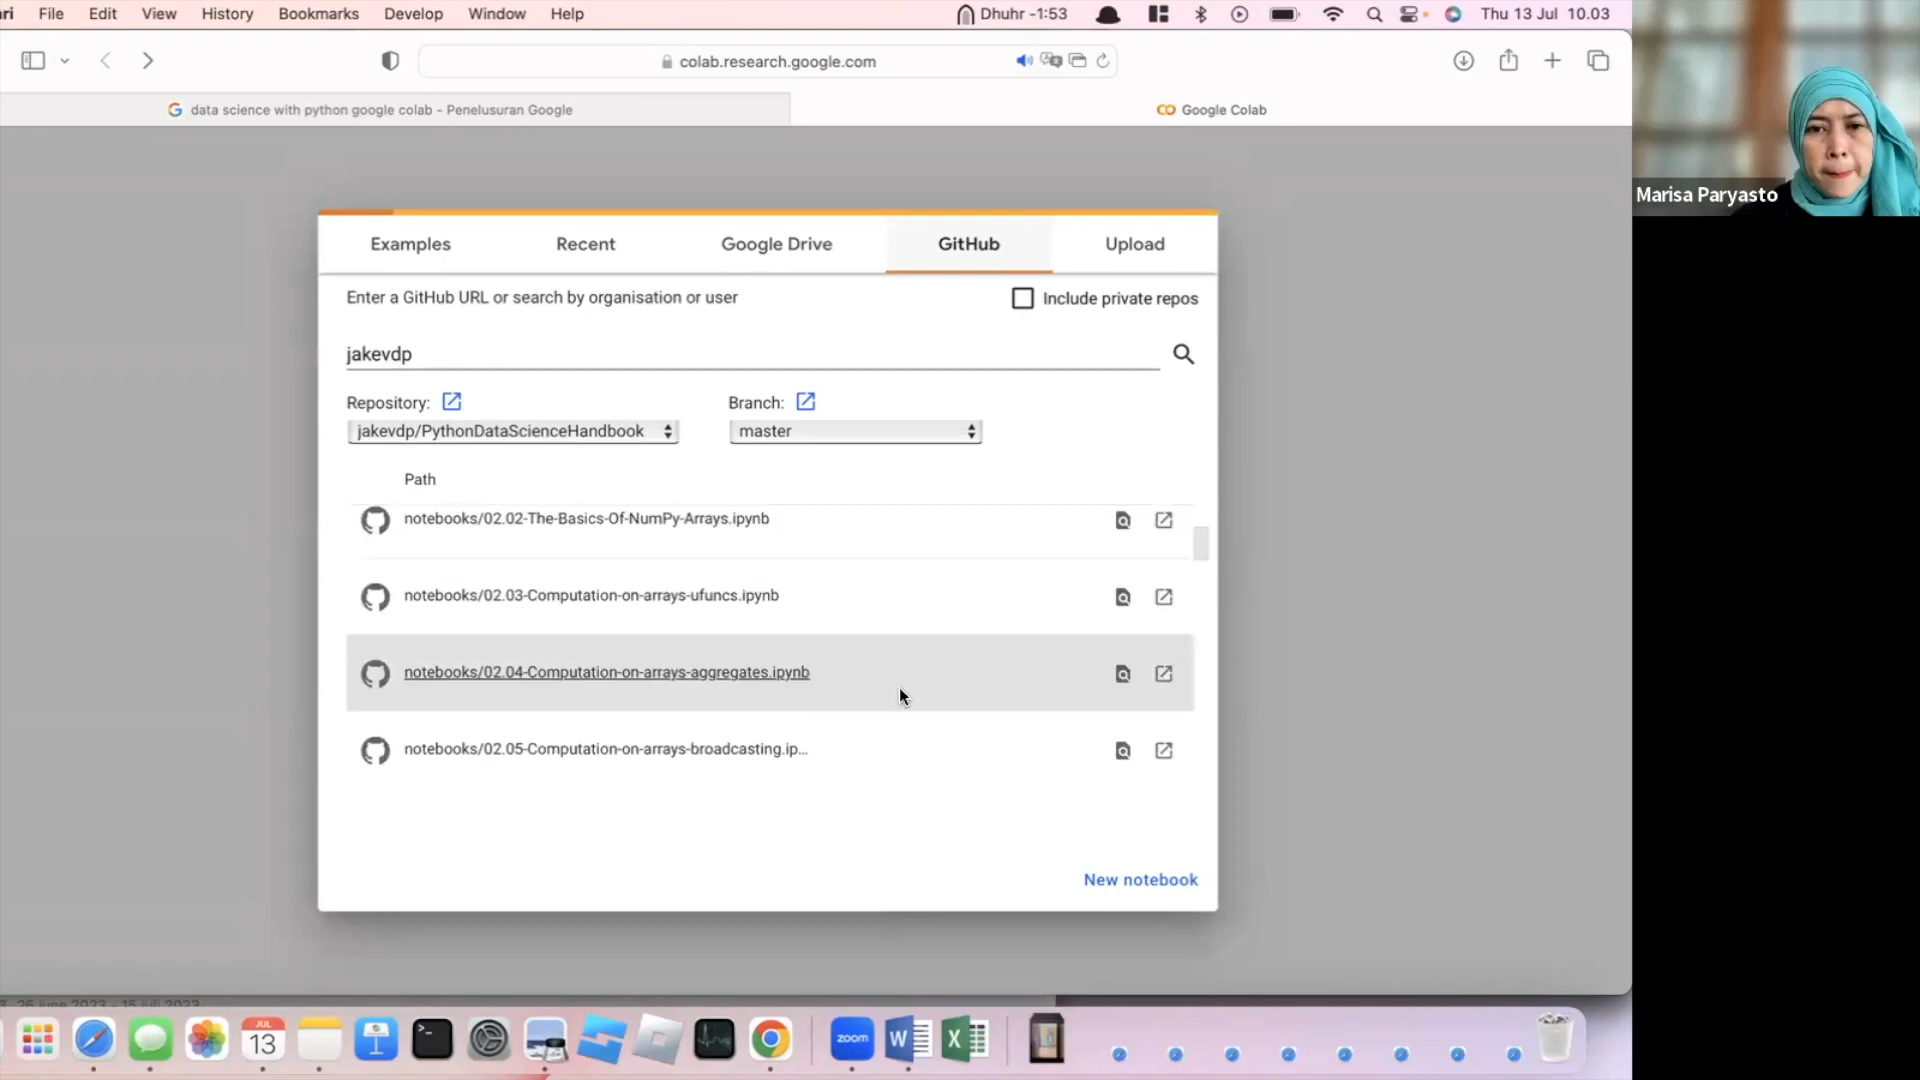 File Edit View History Bookmarks Develop Window Help Dhuhr -1:53 Thu 13 Jul 10.03
colab.research.google.com
data science with python google colab - Penelusuran Google
Google Colab
Marisa Paryasto
Examples Recent Google Drive GitHub Upload
Enter a GitHub URL or search by organisation or user
Include private repos
jakevdp
Repository: Branch:
jakevdp/PythonDataScienceHandbook master
Path
notebooks/02.02-The-Basics-Of-NumPy-Arrays.ipynb
notebooks/02.03-Computation-on-arrays-ufuncs.ipynb
notebooks/02.04-Computation-on-arrays-aggregates.ipynb
notebooks/02.05-Computation-on-arrays-broadcasting.ip...
New notebook
JUL
13
zoom